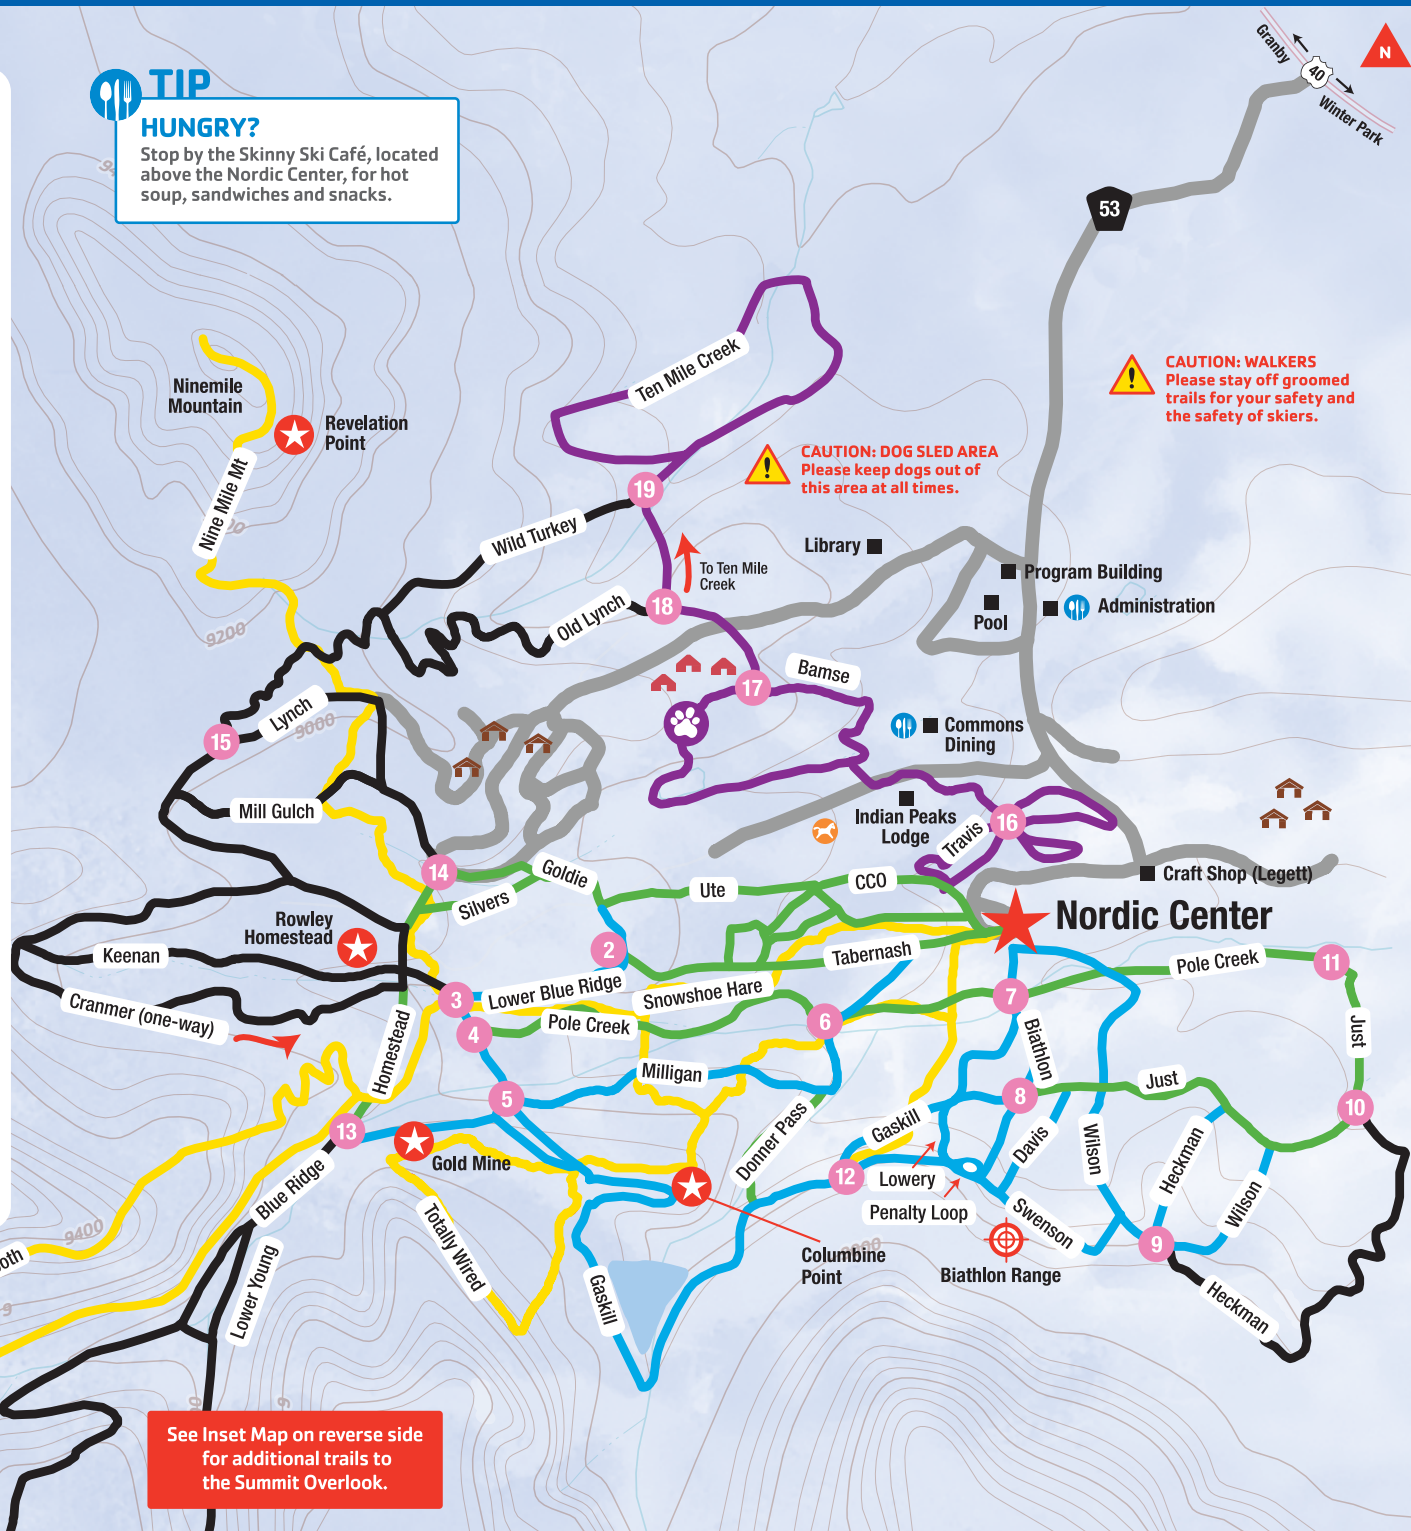 TIP
HUNGRY?
Stop by the Skinny Ski Café, located
above the Nordic Center, for hot
soup, sandwiches and snacks.
Granby
40
Winter Park
N
53
CAUTION: WALKERS
Please stay off groomed
trails for your safety and
the safety of skiers.
Ten Mile Creek
Ninemile
Mountain
Revelation
Point
Nine Mile Mt
CAUTION: DOG SLED AREA
Please keep dogs out of
this area at all times.
19
Wild Turkey
To Ten Mile
Creek
Library
Program Building
Pool
Administration
18
Old Lynch
9200
17
Bamse
Lynch
9000
15
Commons
Dining
Mill Gulch
Indian Peaks
Lodge
16
Travis
Craft Shop (Legett)
14
Goldie
Silvers
Ute
CCO
Nordic Center
Rowley
Homestead
Keenan
2
Tabernash
Pole Creek
11
Cranmer (one-way)
3
Lower Blue Ridge
Snowshoe Hare
7
4
Pole Creek
6
Homestead
Biathlon
Just
Milligan
5
8
Just
10
13
Gold Mine
Donner Pass
Gaskill
Davis
Wilson
Heckman
Blue Ridge
12
Lowery
Penalty Loop
Swenson
Wilson
9400
oth
Totally Wired
Columbine
Point
Biathlon Range
9
Lower Young
Gaskill
Heckman
9
See Inset Map on reverse side
for additional trails to
the Summit Overlook.